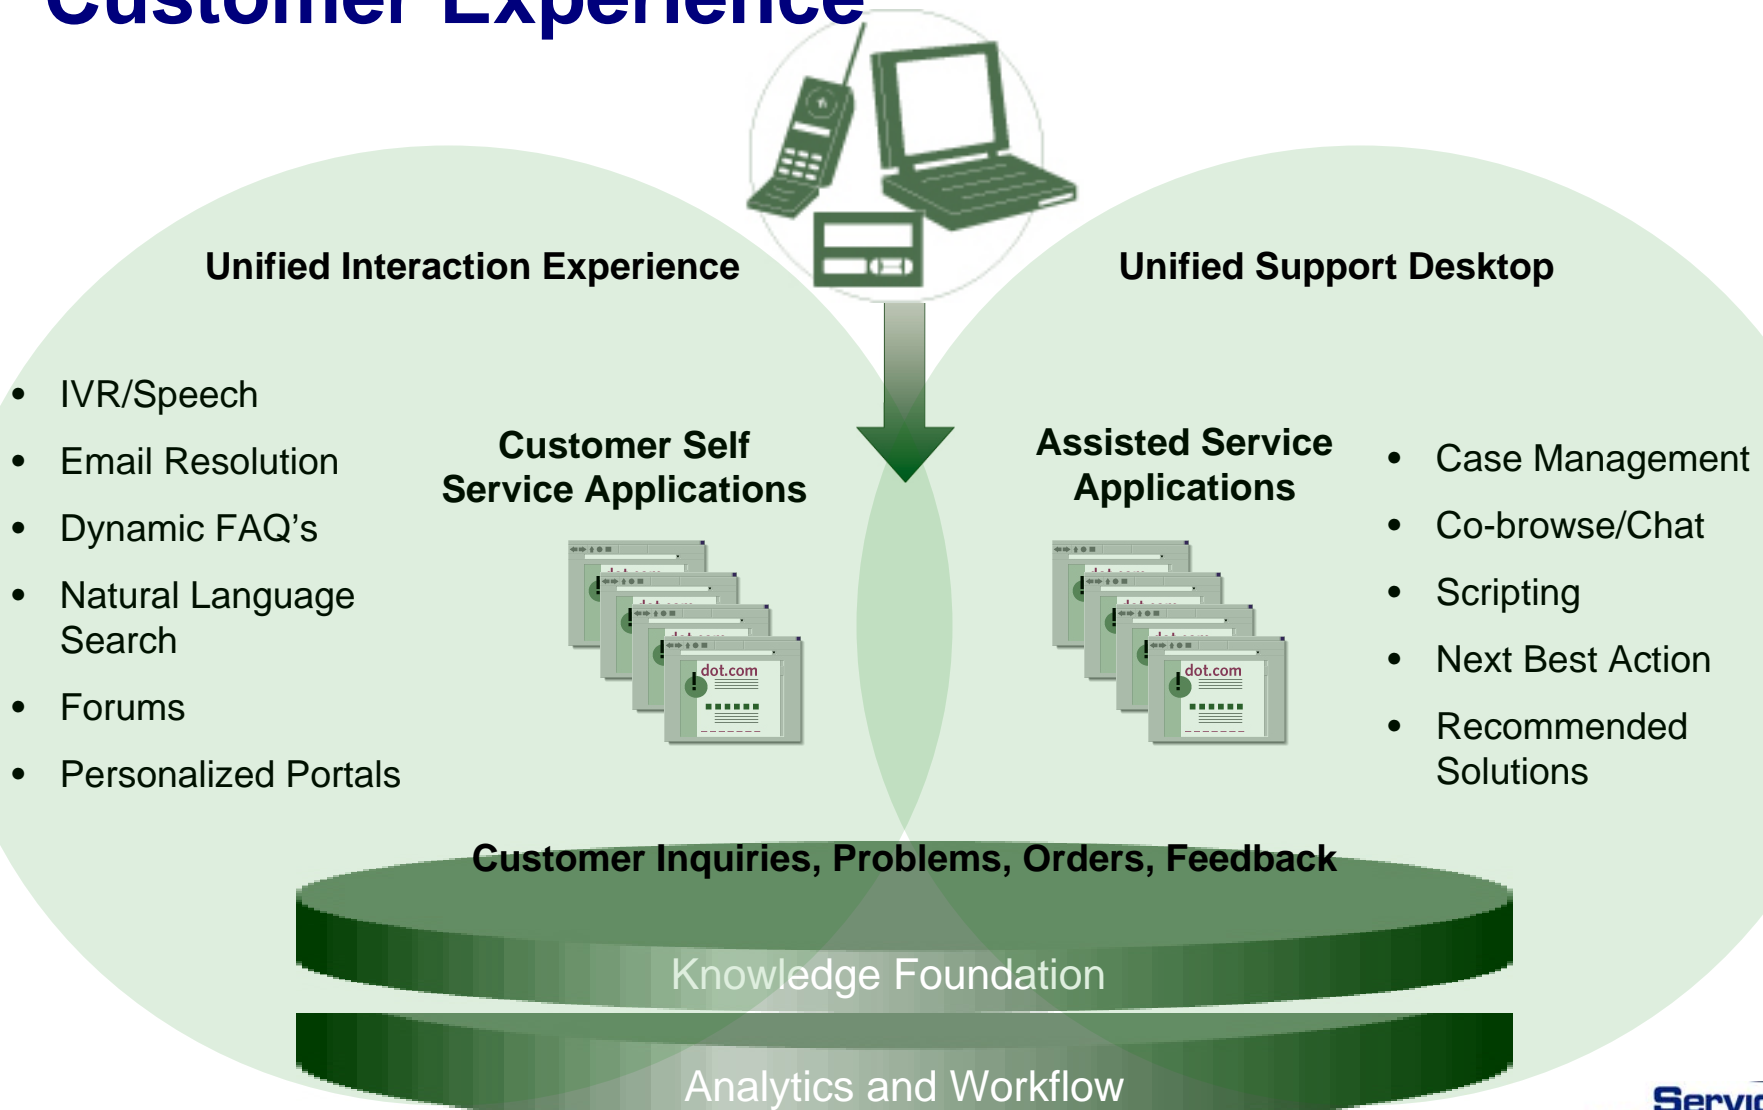 Customer Experience
Unified Interaction Experience
Unified Support Desktop
• IVR/Speech
• Email Resolution
• Dynamic FAQ’s
• Natural Language
Search
• Forums
• Personalized Portals
Customer Self
Service Applications
dot.com
Assisted Service
Applications
dot.com
• Case Management
• Co-browse/Chat
• Scripting
• Next Best Action
• Recommended
Solutions
Customer Inquiries, Problems, Orders, Feedback
Knowledge Foundation
Analytics and Workflow